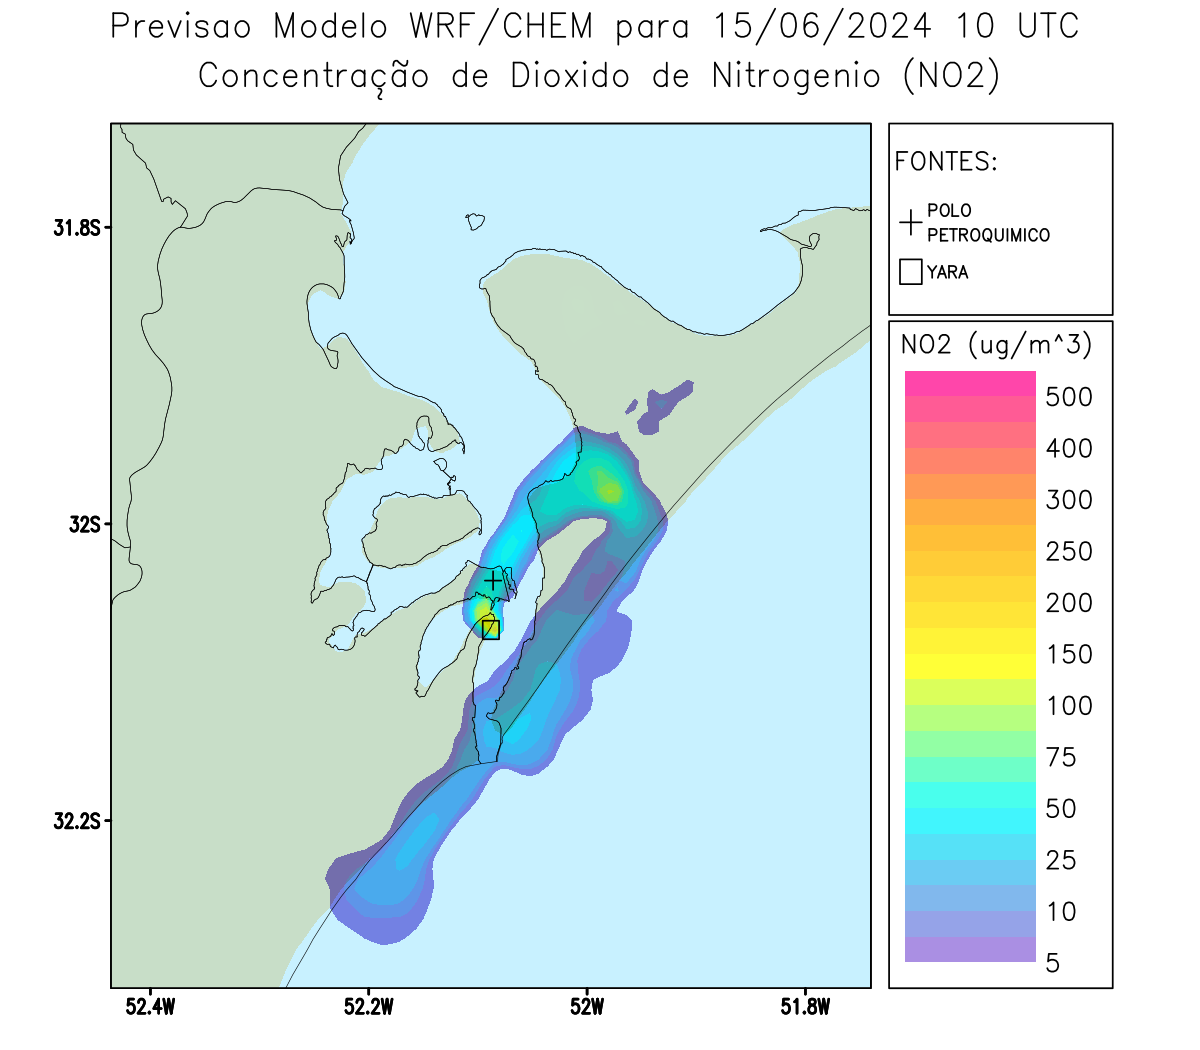 Previsao Modelo WRF/CHEM para 15/06/2024 10 UTC
Concentração de Dioxido de Nitrogenio (NO2)
FONTES:
POLO
PETROQUIMICO
YARA
NO2 (ug/m^3)
500
400
300
250
200
150
100
75
50
25
10
5
31.8S
32S
32.2S
52.4W
52.2W
52W
51.8W